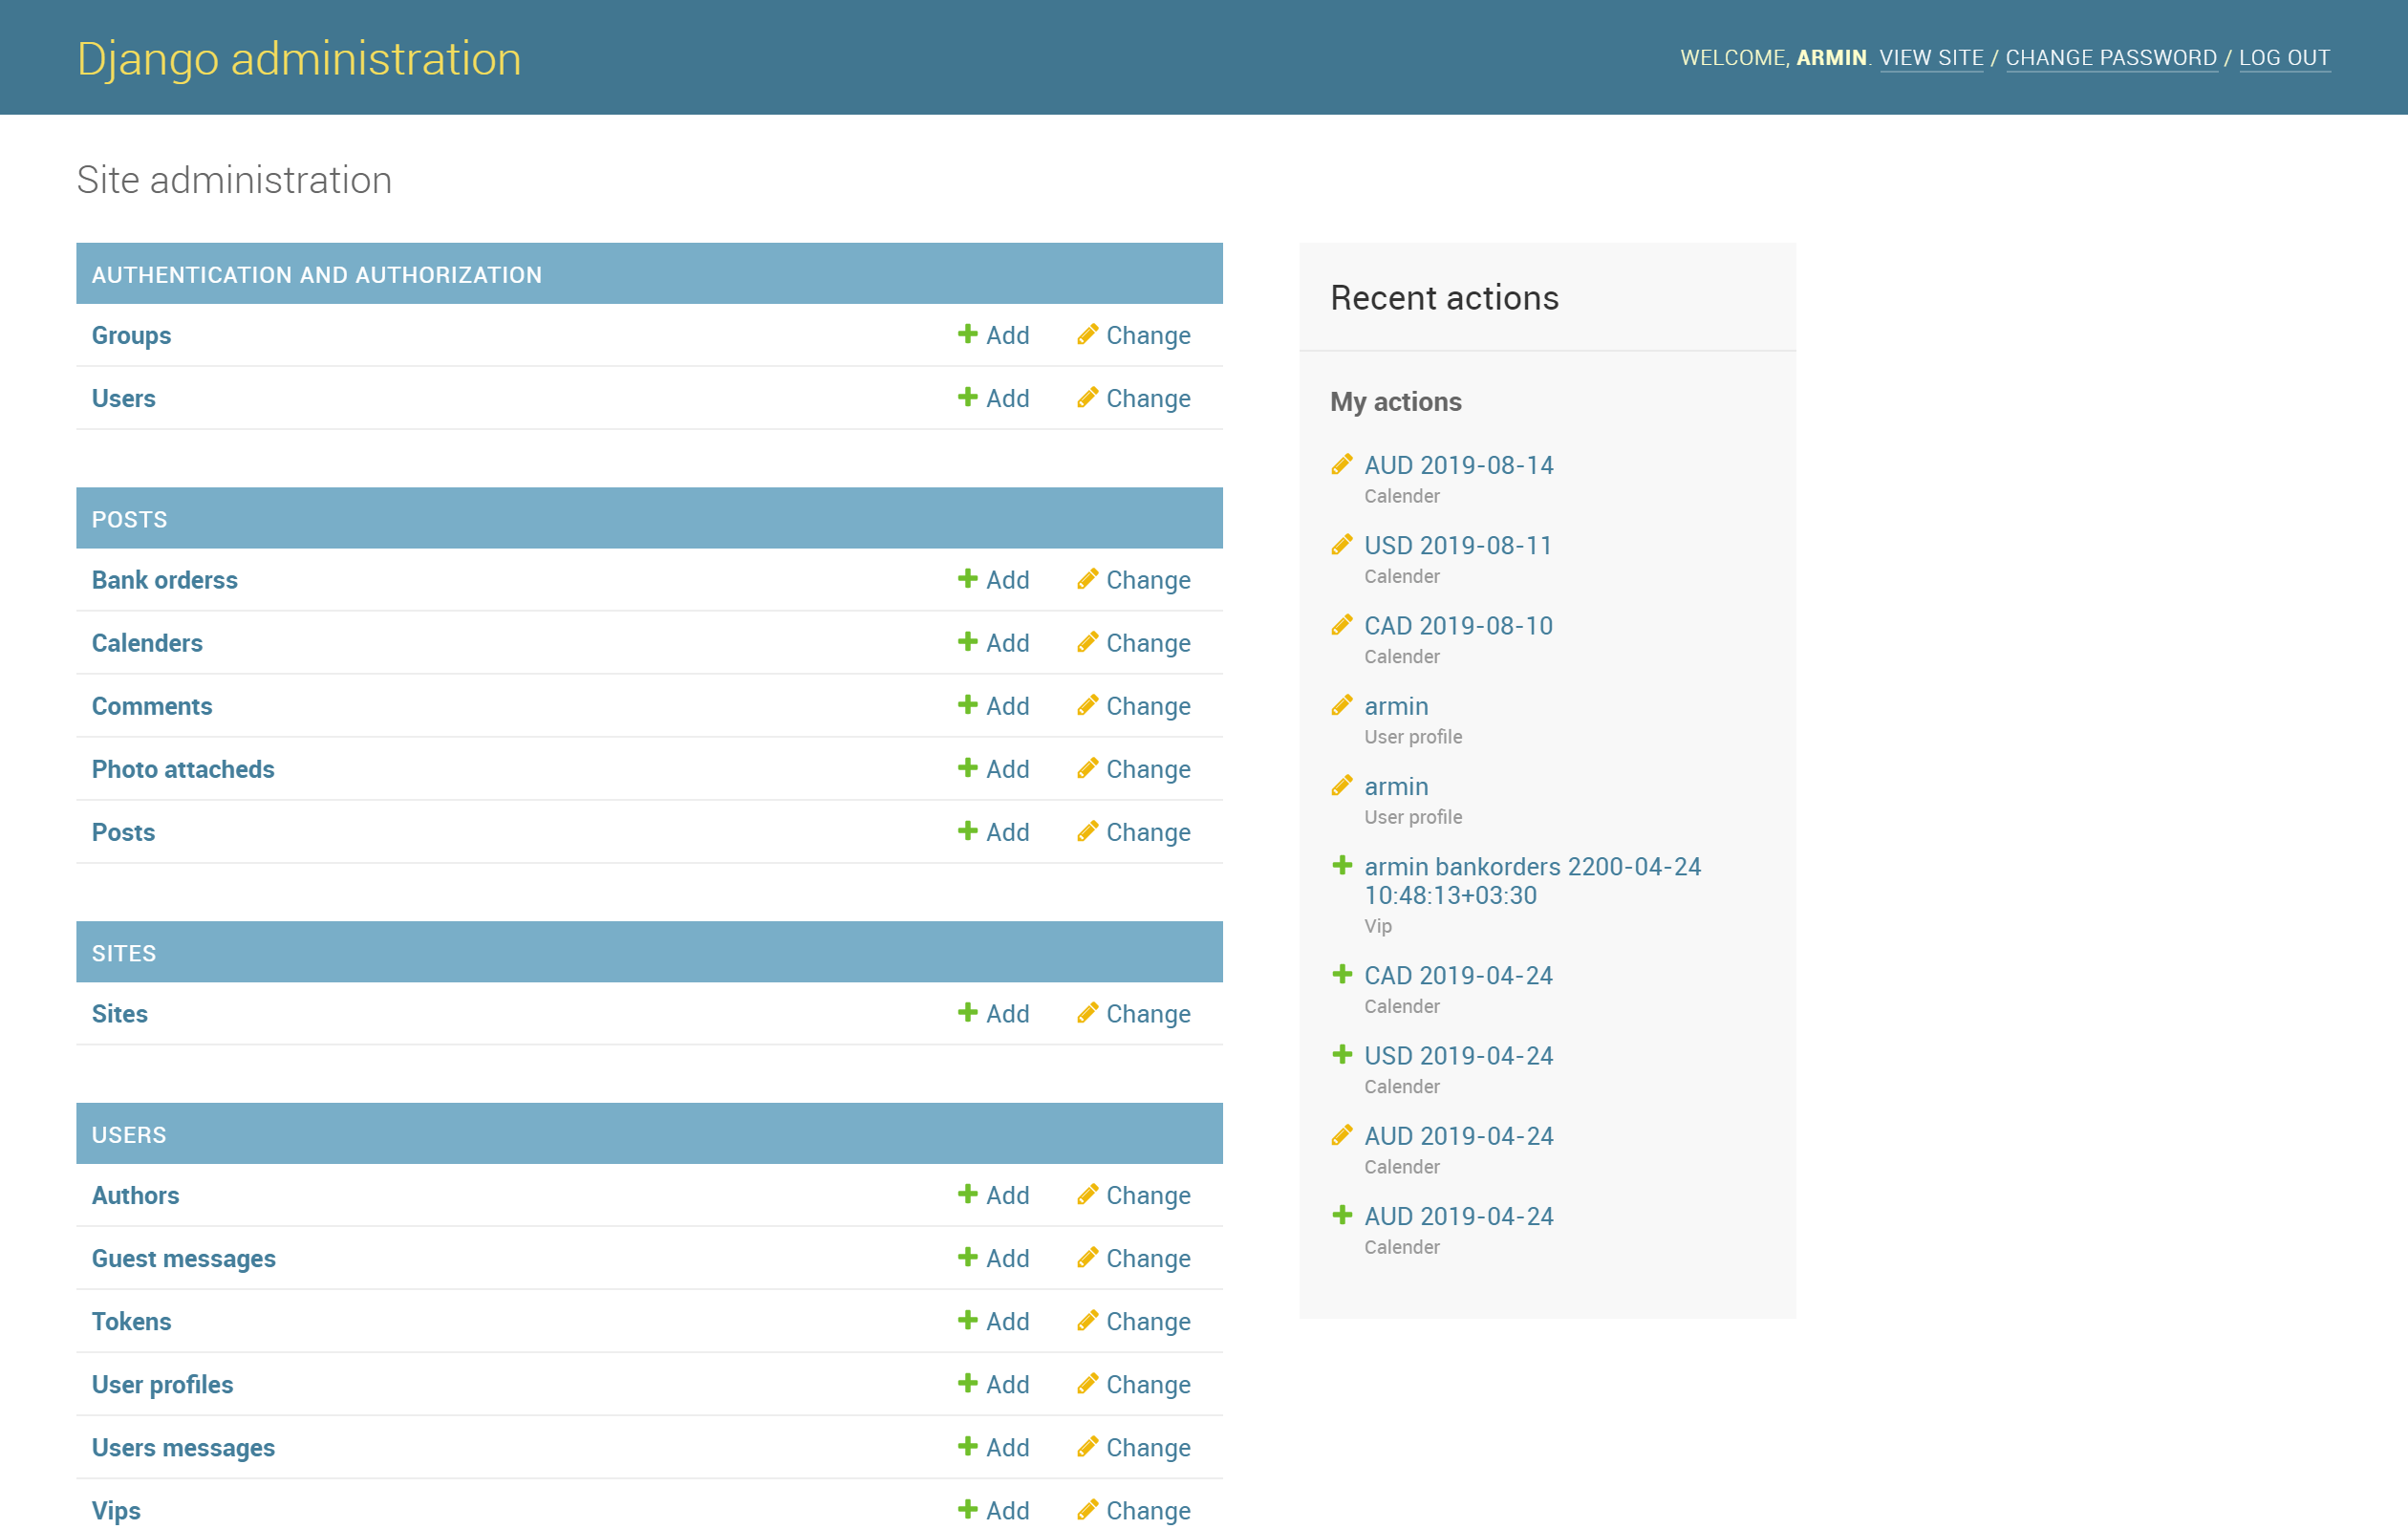 Django administration
WELCOME, ARMIN. VIEW SITE / CHANGE PASSWORD / LOG OUT
Site administration
AUTHENTICATION AND AUTHORIZATION
Groups Add Change
Users Add Change
POSTS
Bank orderss Add Change
Calenders Add Change
Comments Add Change
Photo attacheds Add Change
Posts Add Change
SITES
Sites Add Change
USERS
Authors Add Change
Guest messages Add Change
Tokens Add Change
User profiles Add Change
Users messages Add Change
Vips Add Change
Recent actions
My actions
AUD 2019-08-14
Calender
USD 2019-08-11
Calender
CAD 2019-08-10
Calender
armin
User profile
armin
User profile
armin bankorders 2200-04-24
10:48:13+03:30
Vip
CAD 2019-04-24
Calender
USD 2019-04-24
Calender
AUD 2019-04-24
Calender
AUD 2019-04-24
Calender